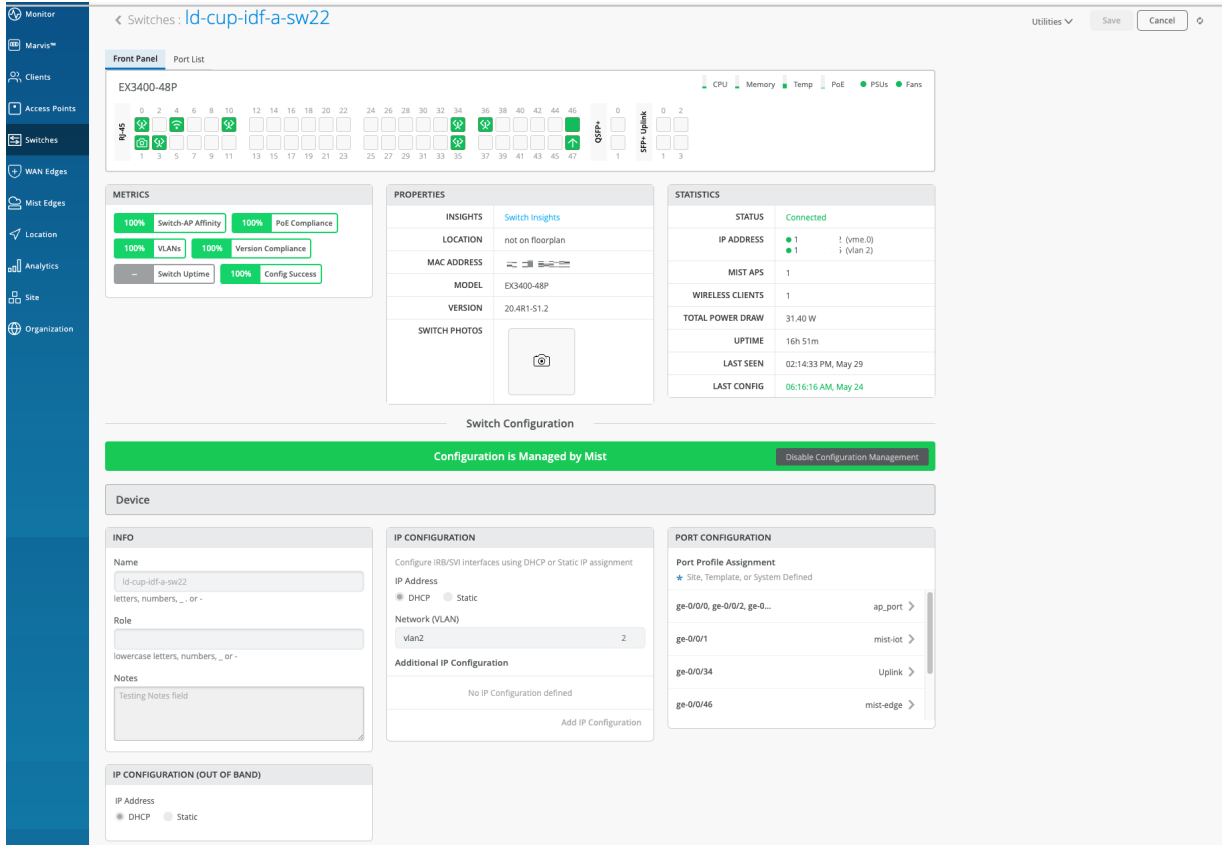 Monitor
Marvis™
Clients
Access Points
Switches
WAN Edges
Mist Edges
Location
Analytics
Site
Organization
< Switches : ld-cup-idf-a-sw22
Utilities
Save
Cancel
Front Panel Port List
EX3400-48P
CPU Memory Temp PoE PSUs Fans
0 2 4 6 8 10 12 14 16 18 20 22 24 26 28 30 32 34 36 38 40 42 44 46 0 0 2
RJ-45
QSFP+
SFP+ Uplink
1 3 5 7 9 11 13 15 17 19 21 23 25 27 29 31 33 35 37 39 41 43 45 47 1 1 3
METRICS
100% Switch-AP Affinity 100% PoE Compliance
100% VLANs 100% Version Compliance
-- Switch Uptime 100% Config Success
PROPERTIES
INSIGHTS Switch Insights
LOCATION not on floorplan
MAC ADDRESS
MODEL EX3400-48P
VERSION 20.4R1-S1.2
SWITCH PHOTOS
STATISTICS
STATUS Connected
IP ADDRESS 1 (vme.0)
1 (vlan 2)
MIST APS 1
WIRELESS CLIENTS 1
TOTAL POWER DRAW 31.40 W
UPTIME 16h 51m
LAST SEEN 02:14:33 PM, May 29
LAST CONFIG 06:16:16 AM, May 24
Switch Configuration
Configuration is Managed by Mist
Disable Configuration Management
Device
INFO
Name
ld-cup-idf-a-sw22
letters, numbers, _ . or -
Role
lowercase letters, numbers, _ or -
Notes
Testing Notes field
IP CONFIGURATION
Configure IRB/SVI interfaces using DHCP or Static IP assignment
IP Address
DHCP Static
Network (VLAN)
vlan2 2
Additional IP Configuration
No IP Configuration defined
Add IP Configuration
PORT CONFIGURATION
Port Profile Assignment
* Site, Template, or System Defined
ge-0/0/0, ge-0/0/2, ge-0... ap_port >
ge-0/0/1 mist-iot >
ge-0/0/34 Uplink >
ge-0/0/46 mist-edge >
IP CONFIGURATION (OUT OF BAND)
IP Address
DHCP Static